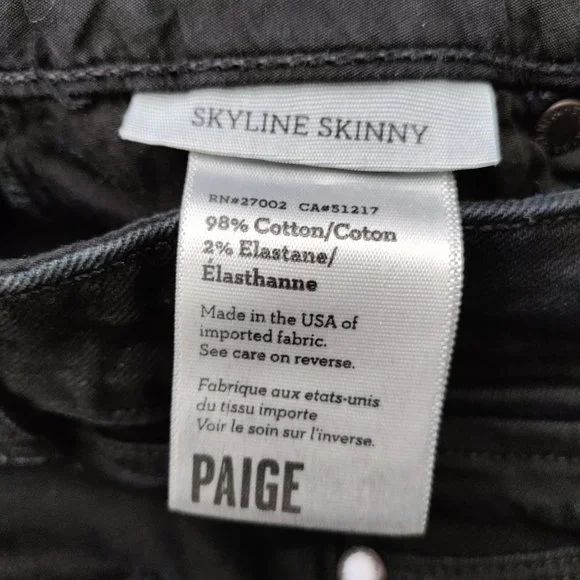 SKYLINE SKINNY
RN#27002 CA#51217
98% Cotton/Coton
2% Elastane/
Élasthanne
Made in the USA of
imported fabric.
See care on reverse.
Fabrique aux etats-unis
du tissu importe
Voir le soin sur l'inverse.
PAIGE